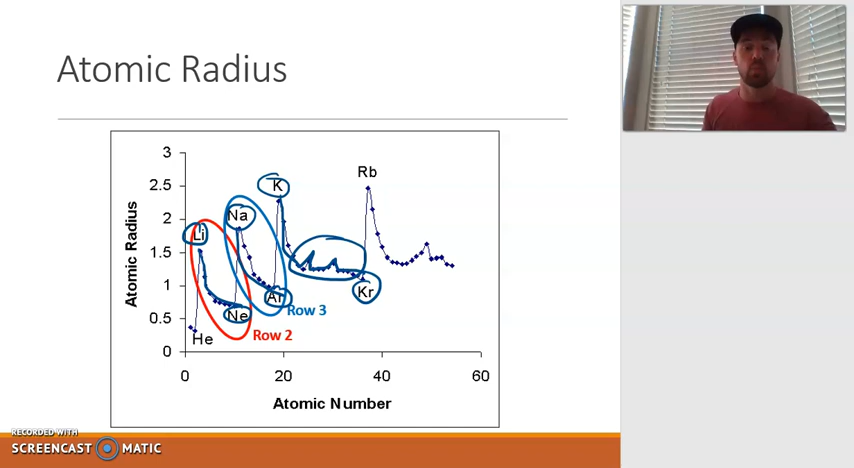 Atomic Radius
3
2.5
2
1.5
1
0.5
0
Atomic Radius
Rb
K
Na
Li
Ar
Kr
Ne
Row 3
Row 2
He
0
20
40
60
Atomic Number
RECORDED WITH
SCREENCAST MATIC